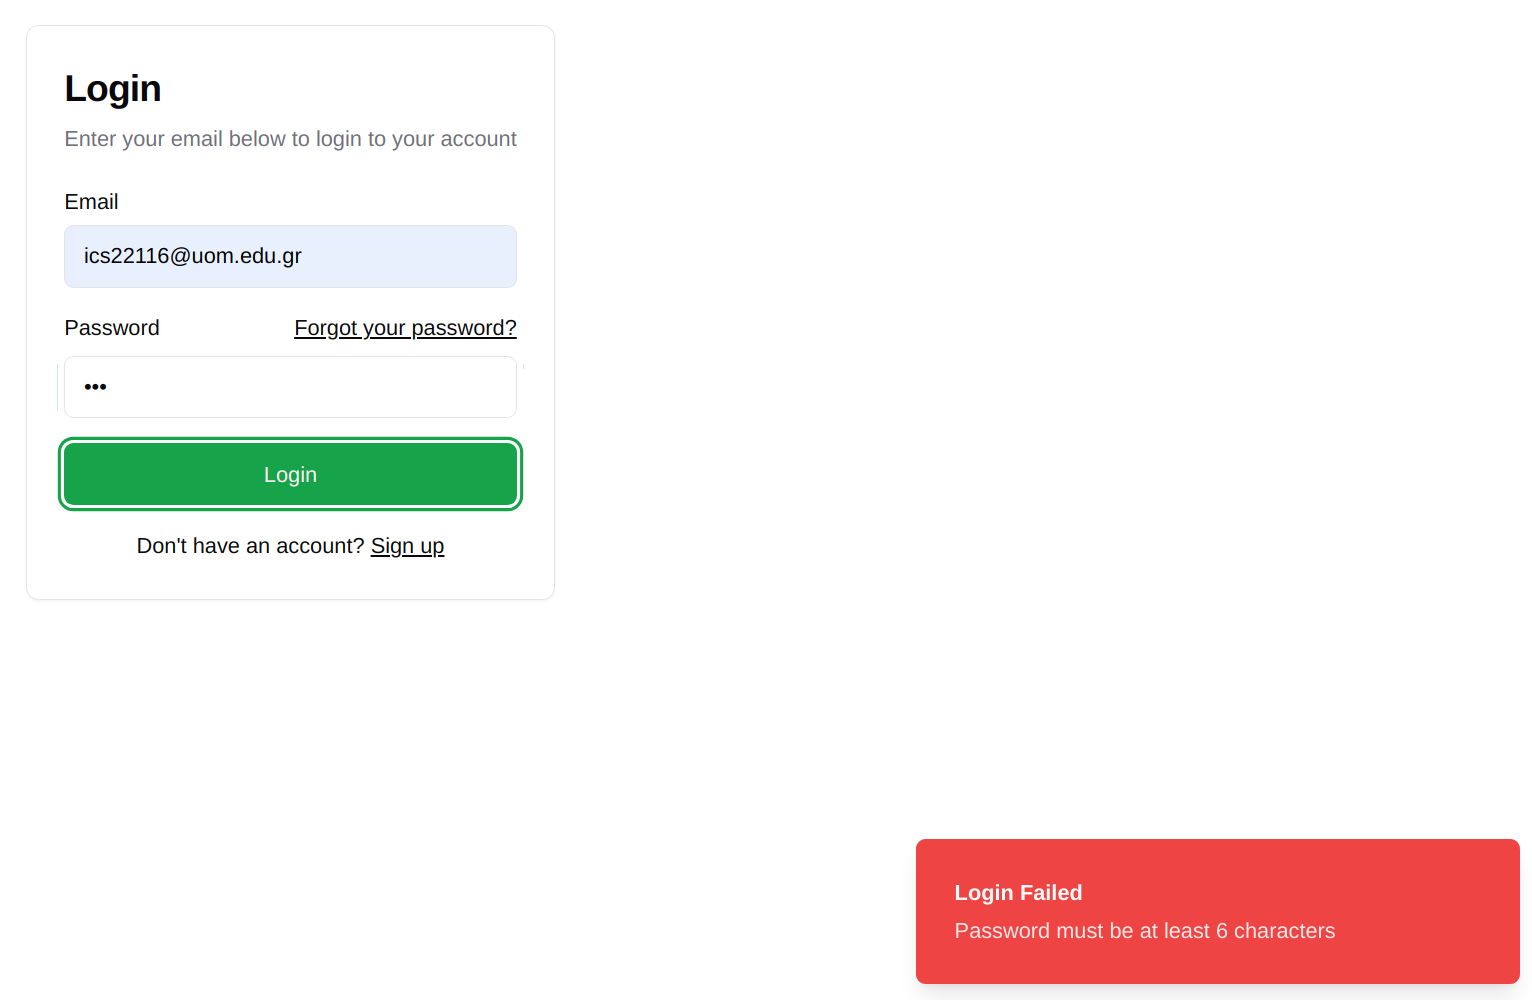 Login
Enter your email below to login to your account
Email
ics22116@uom.edu.gr
Password Forgot your password?
•••
Login
Don't have an account? Sign up
Login Failed
Password must be at least 6 characters